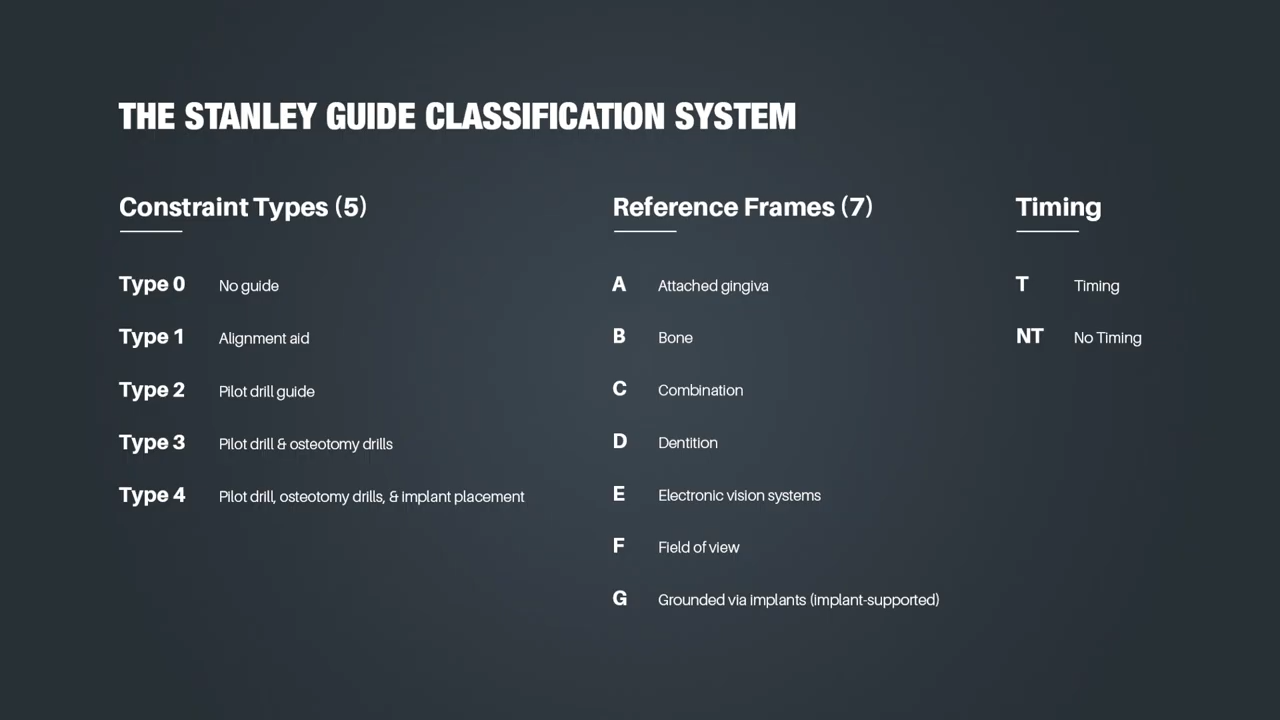 THE STANLEY GUIDE CLASSIFICATION SYSTEM
Constraint Types (5)
Type 0 No guide
Type 1 Alignment aid
Type 2 Pilot drill guide
Type 3 Pilot drill & osteotomy drills
Type 4 Pilot drill, osteotomy drills, & implant placement
Reference Frames (7)
A Attached gingiva
B Bone
C Combination
D Dentition
E Electronic vision systems
F Field of view
G Grounded via implants (implant-supported)
Timing
T Timing
NT No Timing